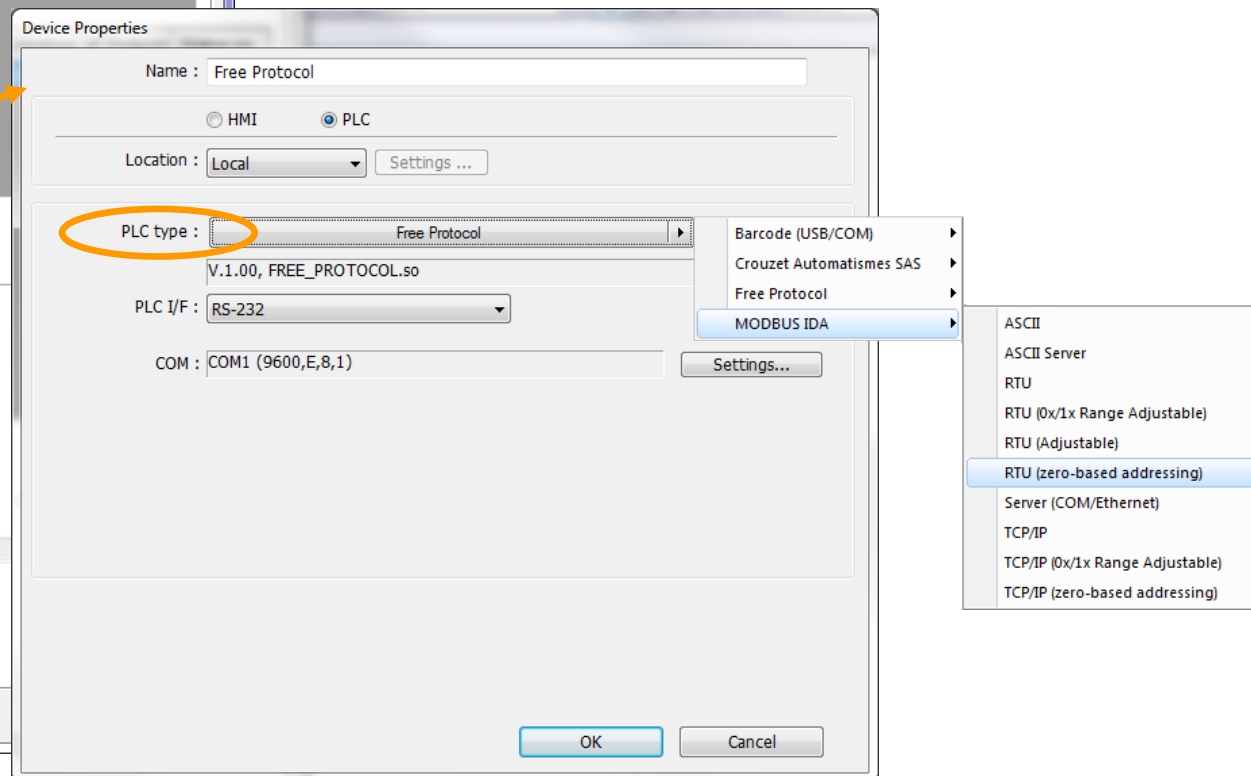 Device Properties
Name : Free Protocol
HMI PLC
Location : Local Settings ...
PLC type : Free Protocol
V.1.00, FREE_PROTOCOL.so
PLC I/F : RS-232
COM : COM1 (9600,E,8,1) Settings...
Barcode (USB/COM)
Crouzet Automatismes SAS
Free Protocol
MODBUS IDA
ASCII
ASCII Server
RTU
RTU (0x/1x Range Adjustable)
RTU (Adjustable)
RTU (zero-based addressing)
Server (COM/Ethernet)
TCP/IP
TCP/IP (0x/1x Range Adjustable)
TCP/IP (zero-based addressing)
OK Cancel